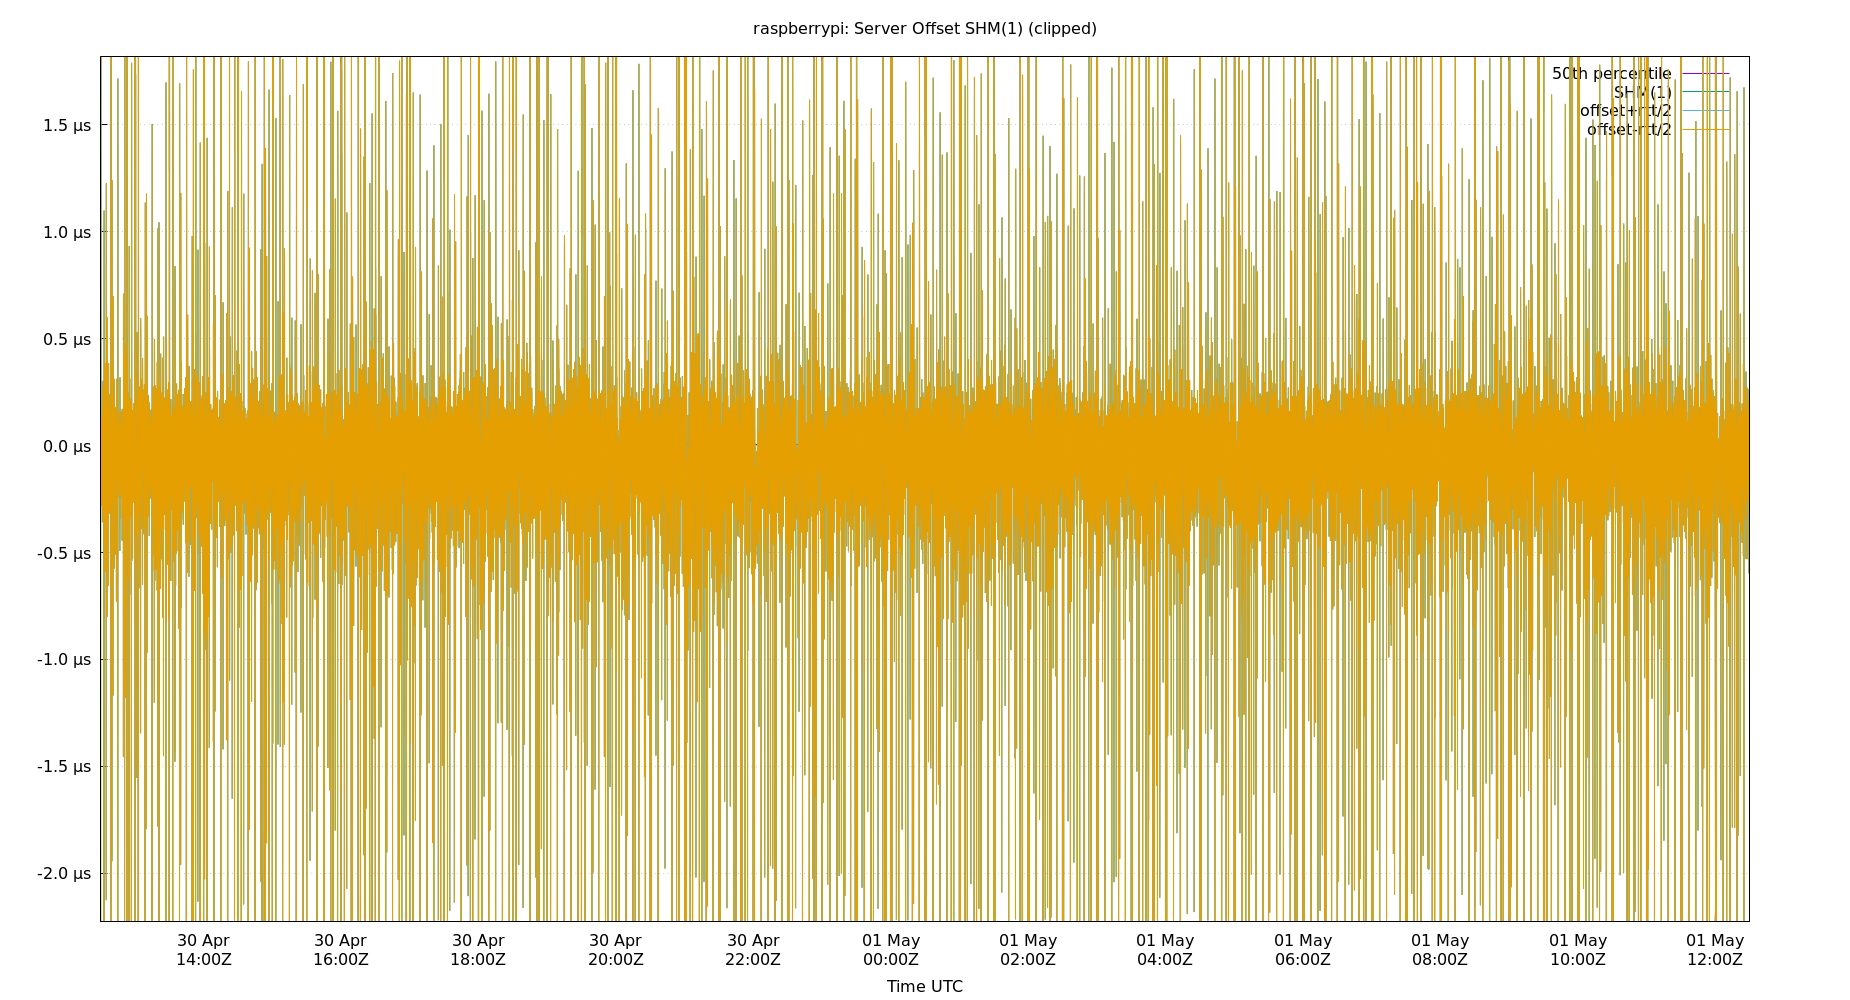 raspberrypi: Server Offset SHM(1) (clipped)
50th percentile
SHM(1)
offset+rtt/2
offset-rtt/2
1.5 µs
1.0 µs
0.5 µs
0.0 µs
-0.5 µs
-1.0 µs
-1.5 µs
-2.0 µs
30 Apr 30 Apr 30 Apr 30 Apr 30 Apr 01 May 01 May 01 May 01 May 01 May 01 May 01 May
14:00Z 16:00Z 18:00Z 20:00Z 22:00Z 00:00Z 02:00Z 04:00Z 06:00Z 08:00Z 10:00Z 12:00Z
Time UTC